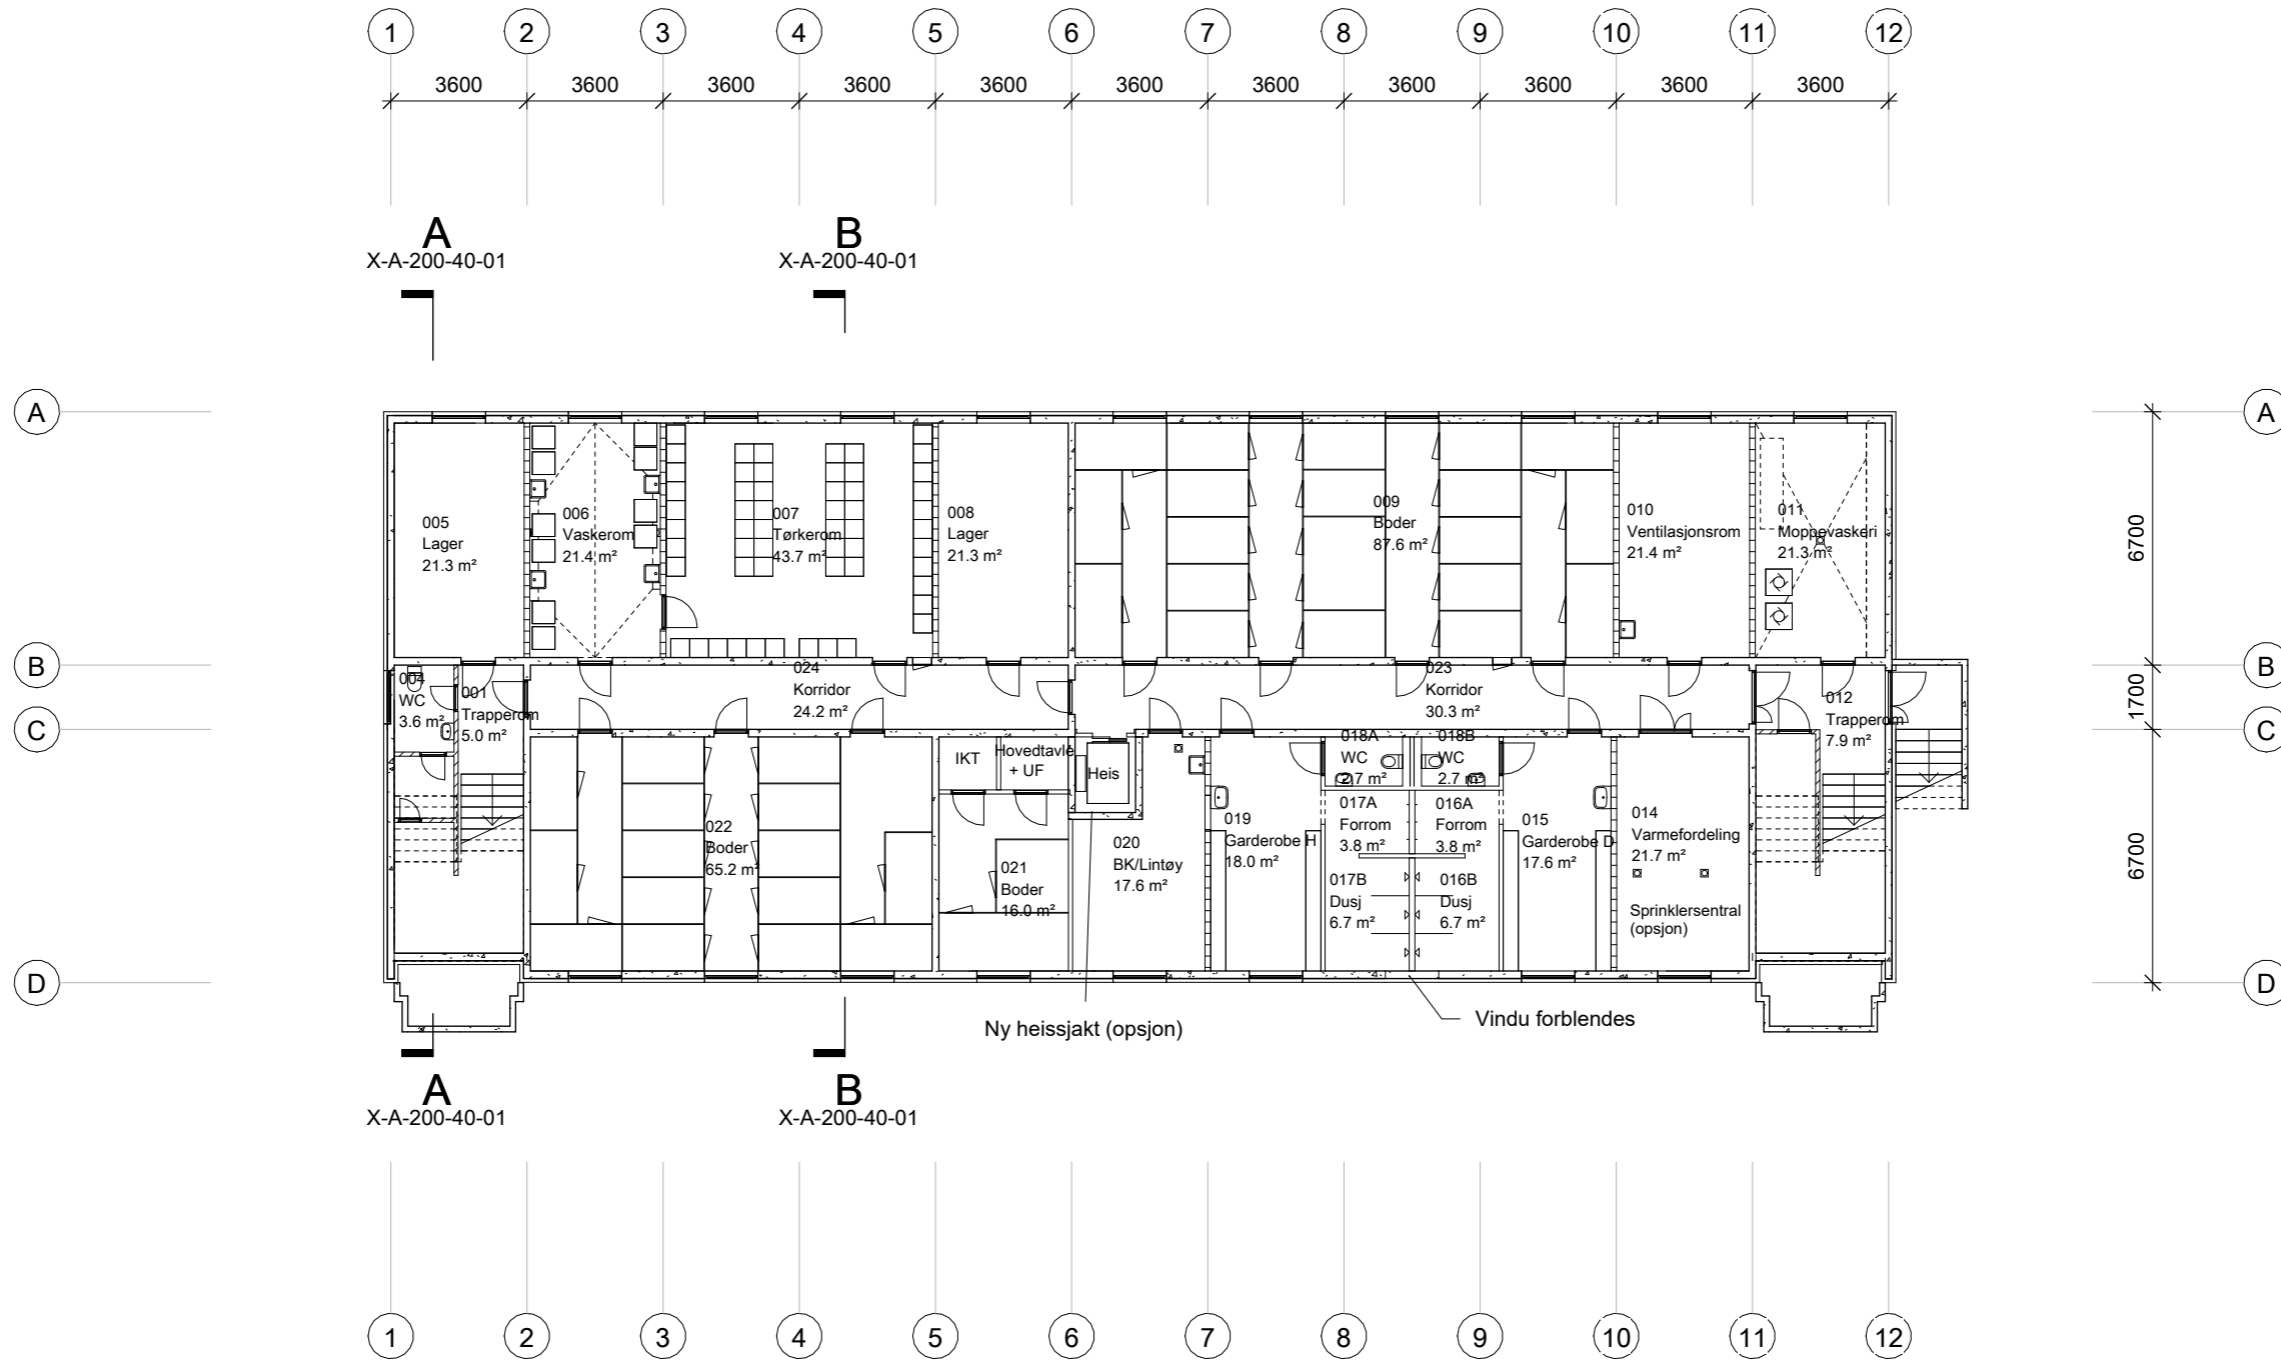 1 2 3 4 5 6 7 8 9 10 11 12
3600 3600 3600 3600 3600 3600 3600 3600 3600 3600 3600
A B
X-A-200-40-01 X-A-200-40-01
A A
005
Lager
21.3 m²
006
Vaskerom
21.4 m²
007
Tørkerom
43.7 m²
008
Lager
21.3 m²
009
Boder
87.6 m²
010
Ventilasjonsrom
21.4 m²
011
Moppevaskeri
21.3 m²
6700
B B
004
WC
3.6 m²
001
Trapperom
5.0 m²
024
Korridor
24.2 m²
023
Korridor
30.3 m²
012
Trapperom
7.9 m²
1700
C C
022
Boder
65.2 m²
IKT
Hovedtavle
+ UF
Heis
021
Boder
16.0 m²
020
BK/Lintøy
17.6 m²
019
Garderobe H
18.0 m²
018A
WC
2.7 m²
018B
WC
2.7 m²
017A
Forrom
3.8 m²
016A
Forrom
3.8 m²
017B
Dusj
6.7 m²
016B
Dusj
6.7 m²
015
Garderobe D
17.6 m²
014
Varmefordeling
21.7 m²
Sprinklersentral
(opsjon)
6700
D D
Ny heissjakt (opsjon)
Vindu forblendes
A B
X-A-200-40-01 X-A-200-40-01
1 2 3 4 5 6 7 8 9 10 11 12